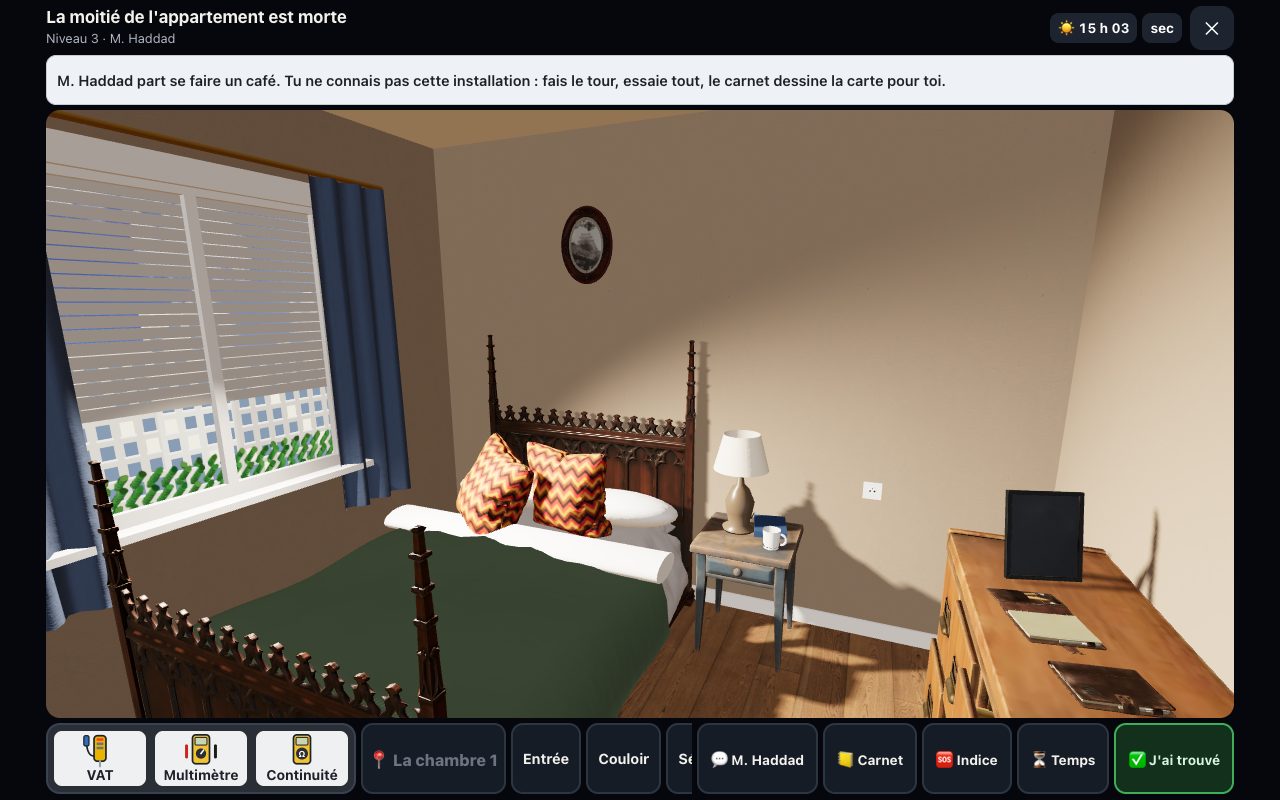 La moitié de l'appartement est morte
Niveau 3 · M. Haddad
15 h 03
sec
M. Haddad part se faire un café. Tu ne connais pas cette installation : fais le tour, essaie tout, le carnet dessine la carte pour toi.
VAT
Multimètre
Continuité
La chambre 1
Entrée
Couloir
M. Haddad
Carnet
SOS Indice
Temps
J'ai trouvé